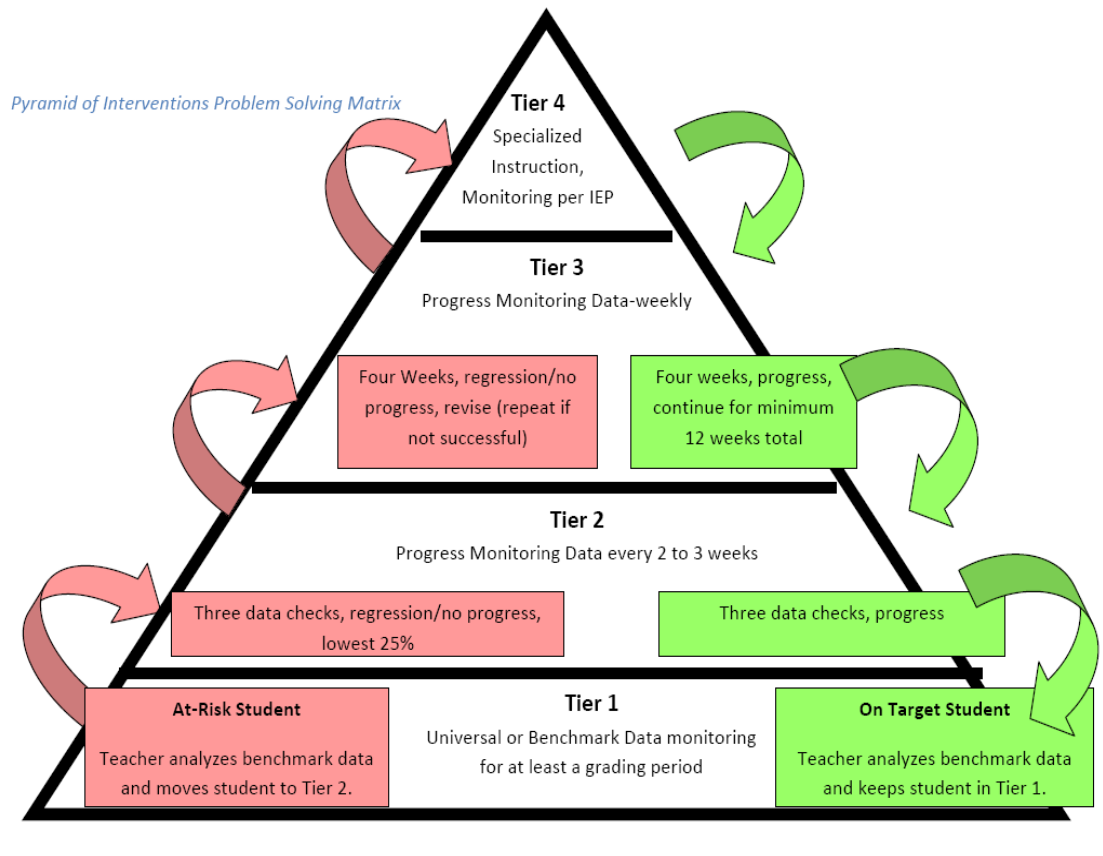 Pyramid of Interventions Problem Solving Matrix
Tier 4
Specialized
Instruction,
Monitoring per IEP
Tier 3
Progress Monitoring Data-weekly
Four Weeks, regression/no
progress, revise (repeat if
not successful)
Four weeks, progress,
continue for minimum
12 weeks total
Tier 2
Progress Monitoring Data every 2 to 3 weeks
Three data checks, regression/no progress,
lowest 25%
Three data checks, progress
At-Risk Student
Teacher analyzes benchmark data
and moves student to Tier 2.
Tier 1
Universal or Benchmark Data monitoring
for at least a grading period
On Target Student
Teacher analyzes benchmark data
and keeps student in Tier 1.